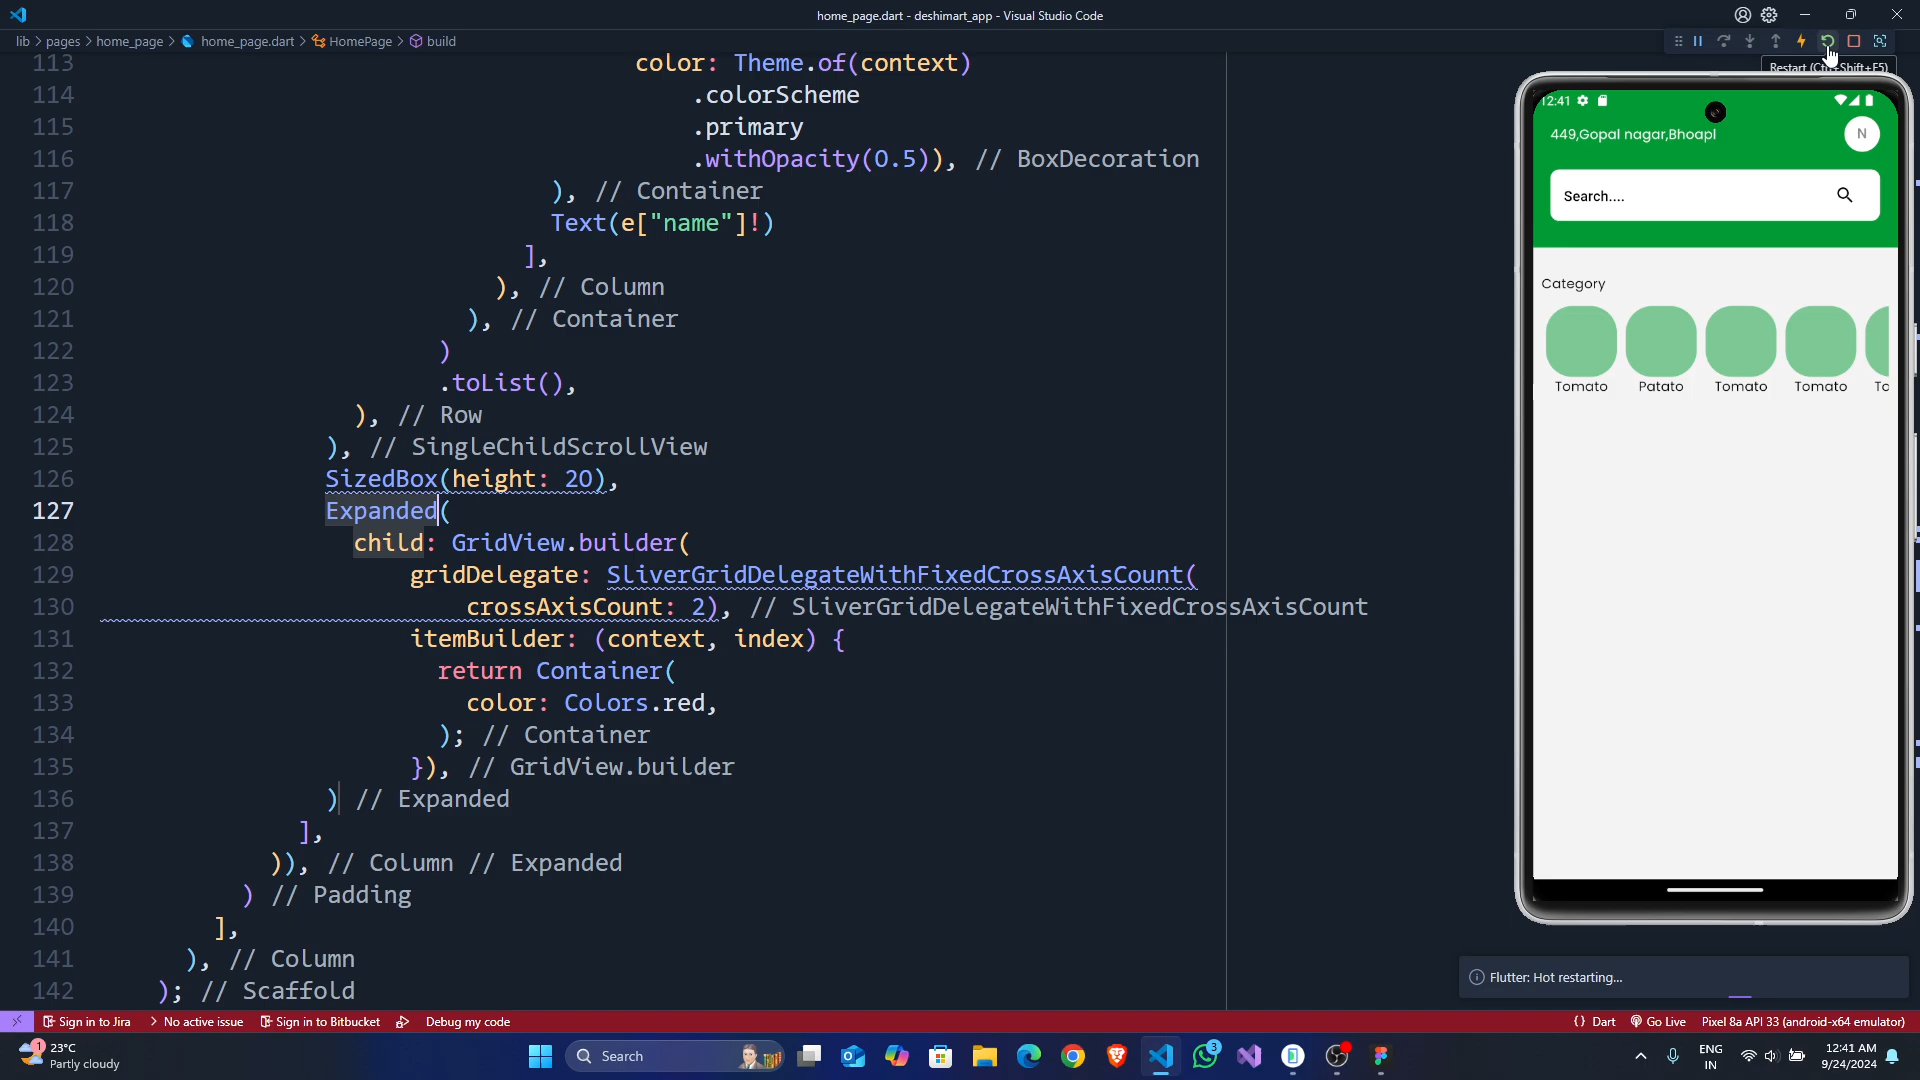 home_page.dart - deshimart_app - Visual Studio Code
lib > pages > home_page > home_page.dart > HomePage > build
Restart (Ctrl+Shift+F5)
113 color: Theme.of(context)
114 .colorScheme
115 .primary
116 .withOpacity(0.5)), // BoxDecoration
117 ), // Container
118 Text(e["name"]!)
119 ],
120 ), // Column
121 ), // Container
122 )
123 .toList(),
124 ), // Row
125 ), // SingleChildScrollView
126 SizedBox(height: 20),
127 Expanded(
128 child: GridView.builder(
129 gridDelegate: SliverGridDelegateWithFixedCrossAxisCount(
130 crossAxisCount: 2), // SliverGridDelegateWithFixedCrossAxisCount
131 itemBuilder: (context, index) {
132 return Container(
133 color: Colors.red,
134 ); // Container
135 }), // GridView.builder
136 ) // Expanded
137 ],
138 )), // Column // Expanded
139 ) // Padding
140 ],
141 ), // Column
142 ); // Scaffold
12:41
449,Gopal nagar,Bhoapl
N
Search....
Category
Tomato Patato Tomato Tomato To
Flutter: Hot restarting...
Sign in to Jira > No active issue Sign in to Bitbucket Debug my code
{} Dart Go Live Pixel 8a API 33 (android-x64 emulator)
1
23°C
Partly cloudy
Search
3
ENG
IN
12:41 AM
9/24/2024